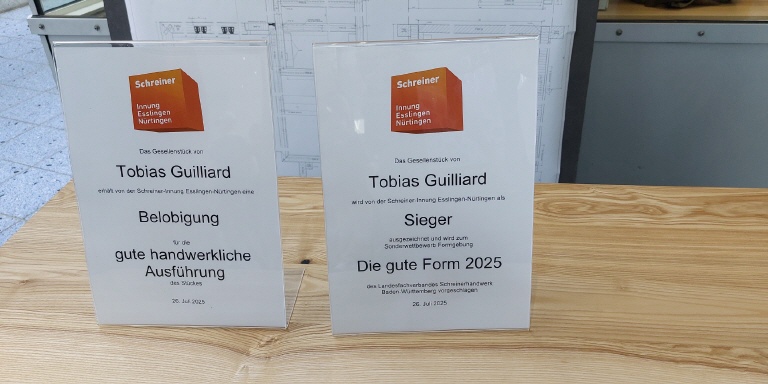 Schreiner
Innung
Esslingen
Nürtingen
Das Gesellenstück von
Tobias Guilliard
erhält von der Schreiner-Innung Esslingen-Nürtingen eine
Belobigung
für die
gute handwerkliche
Ausführung
des Stückes
26. Juli 2025
Schreiner
Innung
Esslingen
Nürtingen
Das Gesellenstück von
Tobias Guilliard
wird von der Schreiner-Innung Esslingen-Nürtingen als
Sieger
ausgezeichnet und wird zum
Sonderwettbewerb Formgebung
Die gute Form 2025
des Landesfachverbandes Schreinerhandwerk
Baden-Württemberg vorgeschlagen
26. Juli 2025